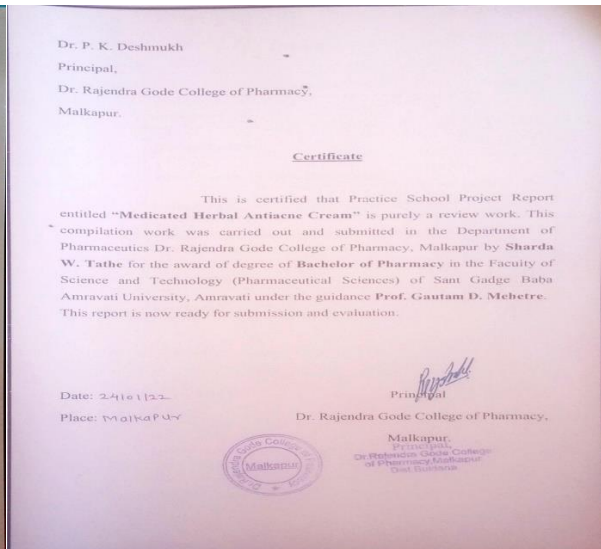 Dr. P. K. Deshmukh
Principal,
Dr. Rajendra Gode College of Pharmacy,
Malkapur.
Certificate
This is certified that Practice School Project Report
entitled “Medicated Herbal Antiacne Cream” is purely a review work. This
compilation work was carried out and submitted in the Department of
Pharmaceutics Dr. Rajendra Gode College of Pharmacy, Malkapur by Sharda
W. Tathe for the award of degree of Bachelor of Pharmacy in the Faculty of
Science and Technology (Pharmaceutical Sciences) of Sant Gadge Baba
Amravati University, Amravati under the guidance Prof. Gautam D. Mehetre.
This report is now ready for submission and evaluation.
Date: 24/01/22
Principal
Place: Malkapur
Dr. Rajendra Gode College of Pharmacy,
Malkapur.
Principal,
Dr.Rajendra Gode College
of Pharmacy,Malkapur
Dist Buldana
Dr. Rajendra Gode College of
Malkapur